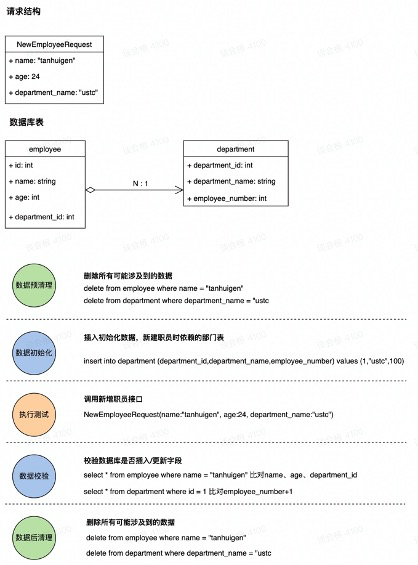 请求结构
NewEmployeeRequest
+ name: "tanhuigen"
+ age: 24
+ department_name: "ustc"
数据库表
employee
+ id: int
+ name: string
+ age: int
+ department_id: int
N : 1
department
+ department_id: int
+ department_name: string
+ employee_number: int
数据预清理
删除所有可能涉及到的数据
delete from employee where name = "tanhuigen"
delete from department where department_name = "ustc
数据初始化
插入初始化数据，新建职员时依赖的部门表
insert into department (department_id,department_name,employee_number) values (1,"ustc",100)
执行测试
调用新增职员接口
NewEmployeeRequest(name:"tanhuigen", age:24, department_name:"ustc")
数据校验
校验数据库是否插入/更新字段
select * from employee where name = "tanhuigen" 比对name、age、department_id
select * from department where id = 1 比对employee_number+1
数据后清理
删除所有可能涉及到的数据
delete from employee where name = "tanhuigen"
delete from department where department_name = "ustc